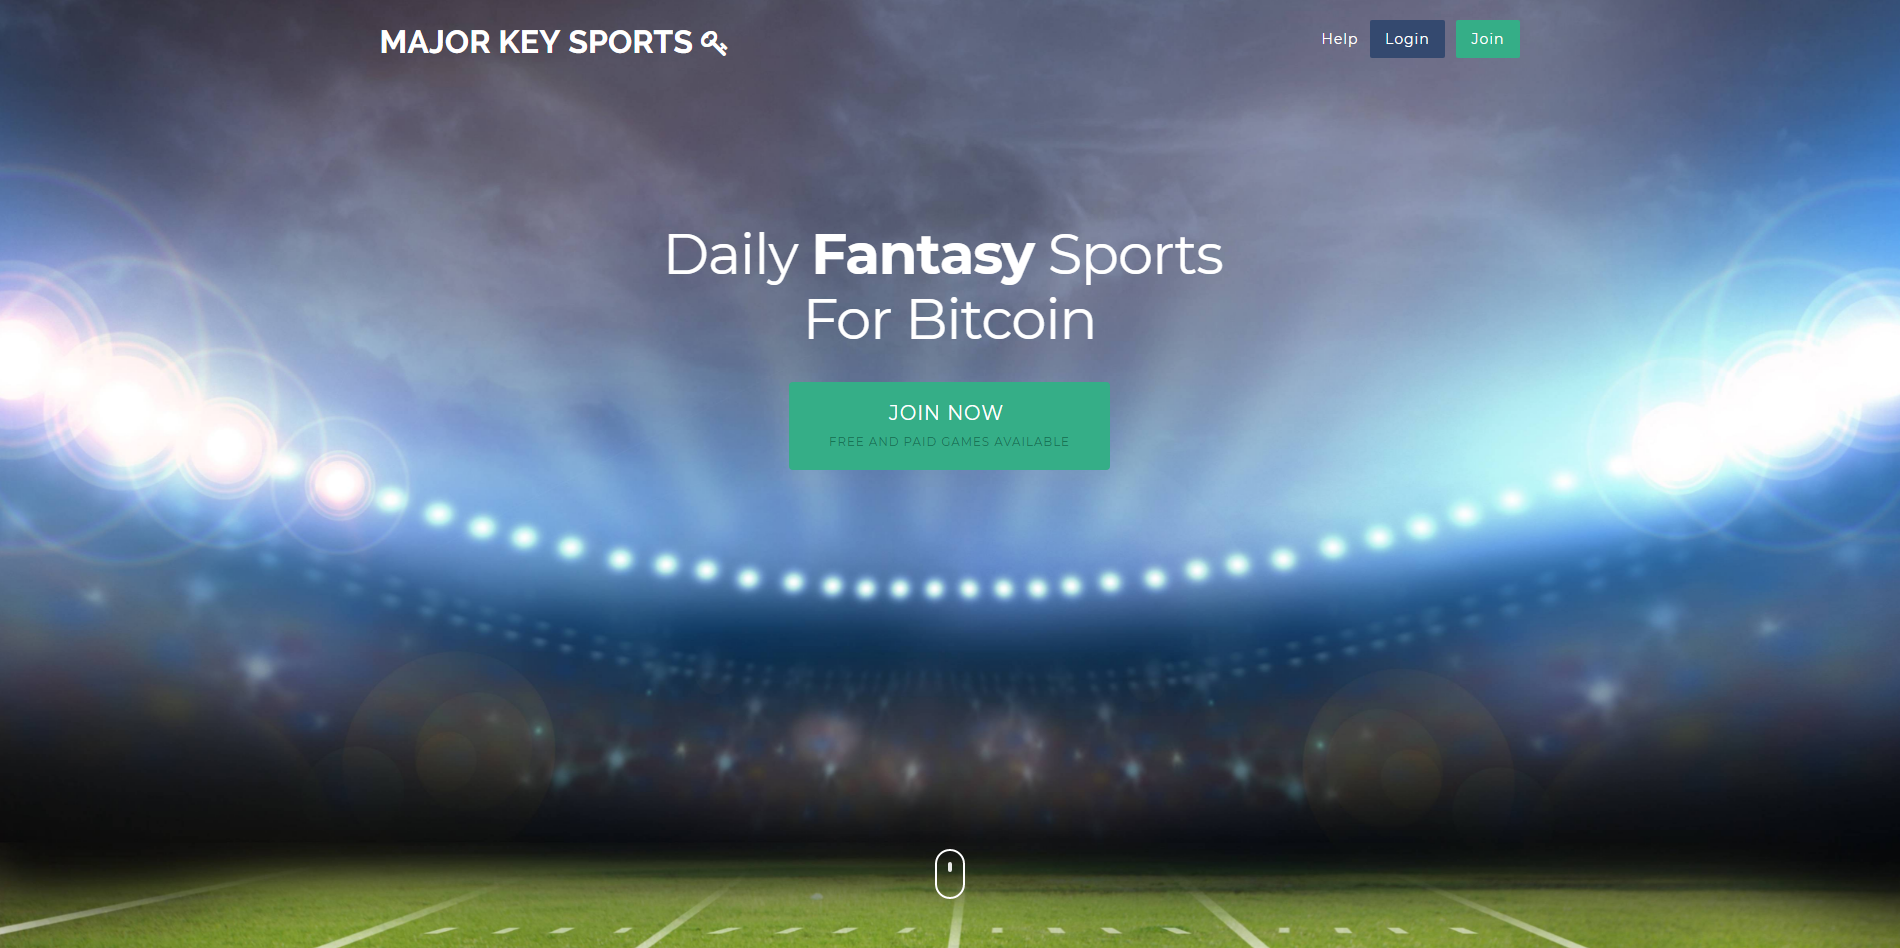 MAJOR KEY SPORTS
Help
Login
Join
Daily Fantasy Sports
For Bitcoin
JOIN NOW
FREE AND PAID GAMES AVAILABLE